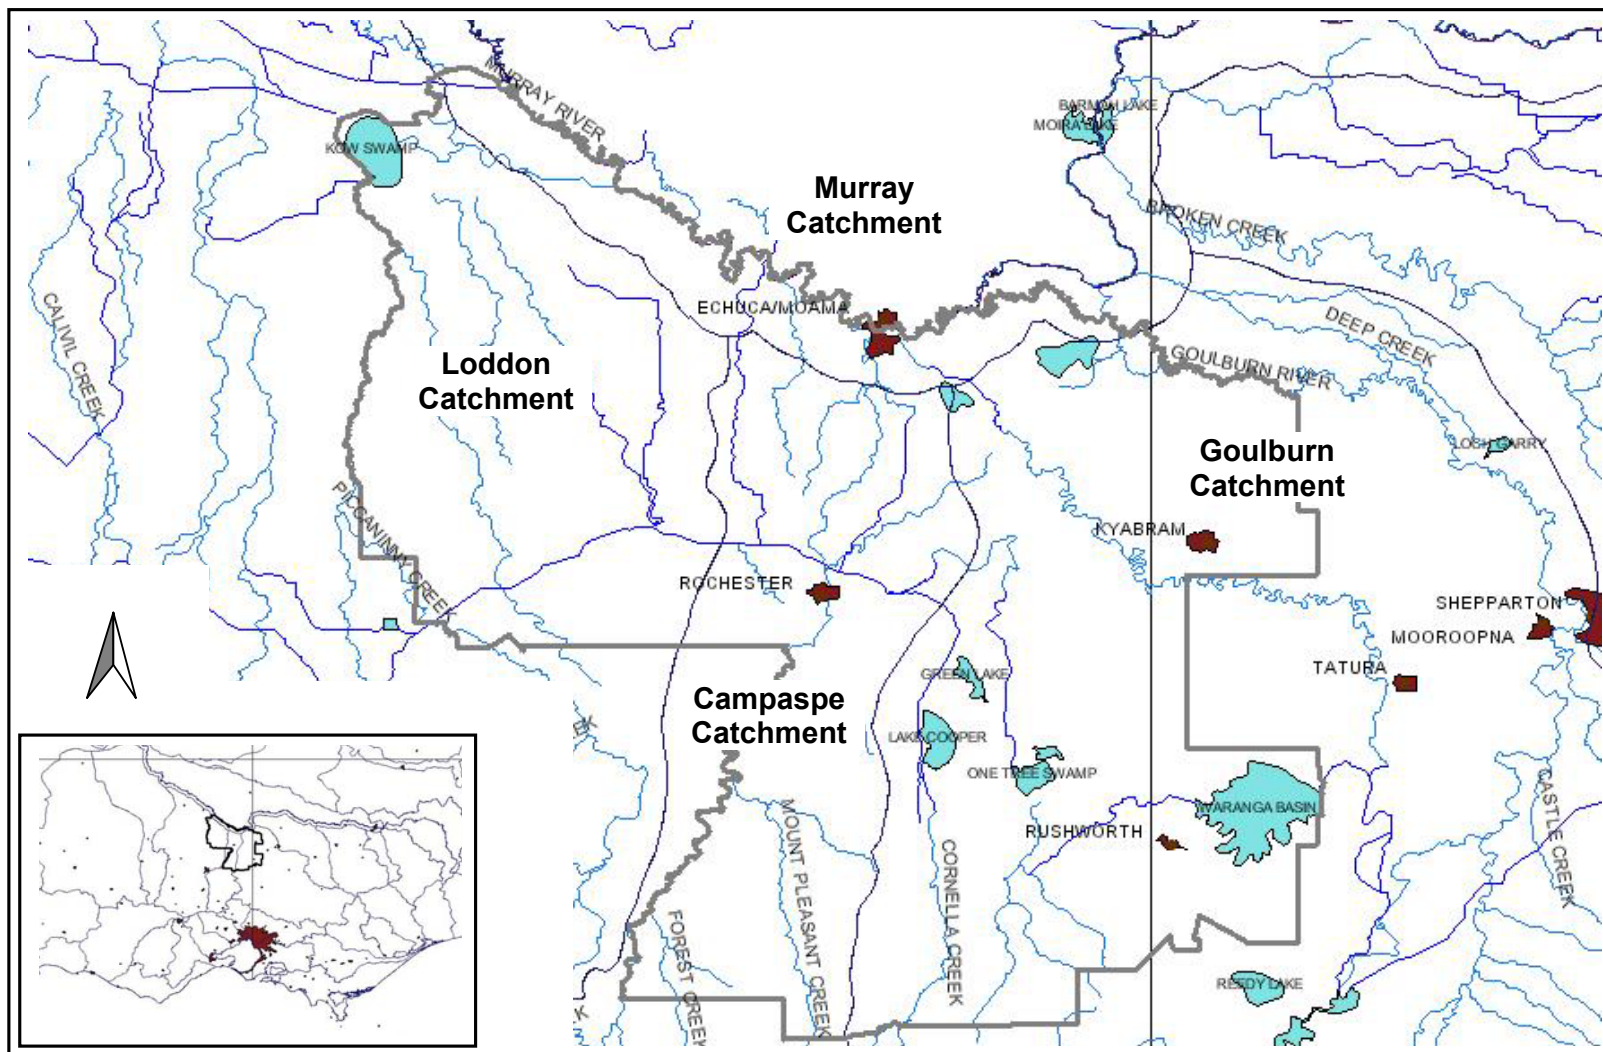 MURRAY RIVER
BARMAH LAKE
MOIRA LAKE
KOW SWAMP
Murray
Catchment
BROKEN CREEK
CALIVIL CREEK
ECHUCA/MOAMA
DEEP CREEK
Loddon
Catchment
GOULBURN RIVER
Goulburn
Catchment
LOCH GARRY
PICCANINNY CREEK
KYABRAM
ROCHESTER
SHEPPARTON
MOOROOPNA
TATURA
GREEN LAKE
Campaspe
Catchment
LAKE COOPER
ONE TREE SWAMP
WARANGA BASIN
RUSHWORTH
CASTLE CREEK
MOUNT PLEASANT CREEK
CORNELLA CREEK
FOREST CREEK
REEDY LAKE